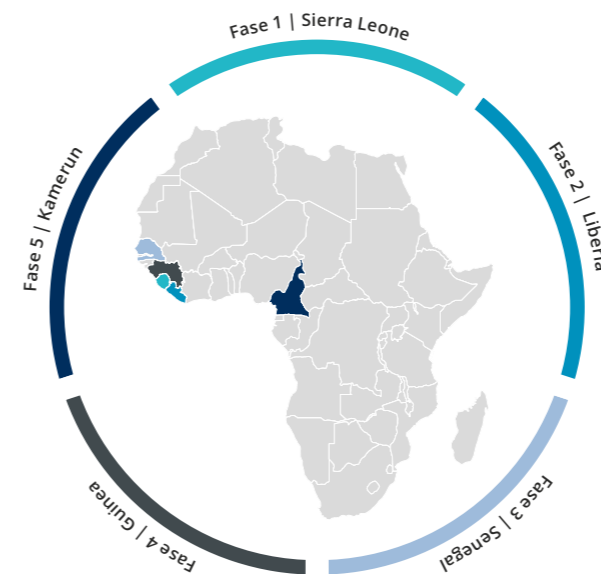 Fase 1 | Sierra Leone
Fase 2 | Liberia
Fase 3 | Senegal
Fase 4 | Guinea
Fase 5 | Kamerun